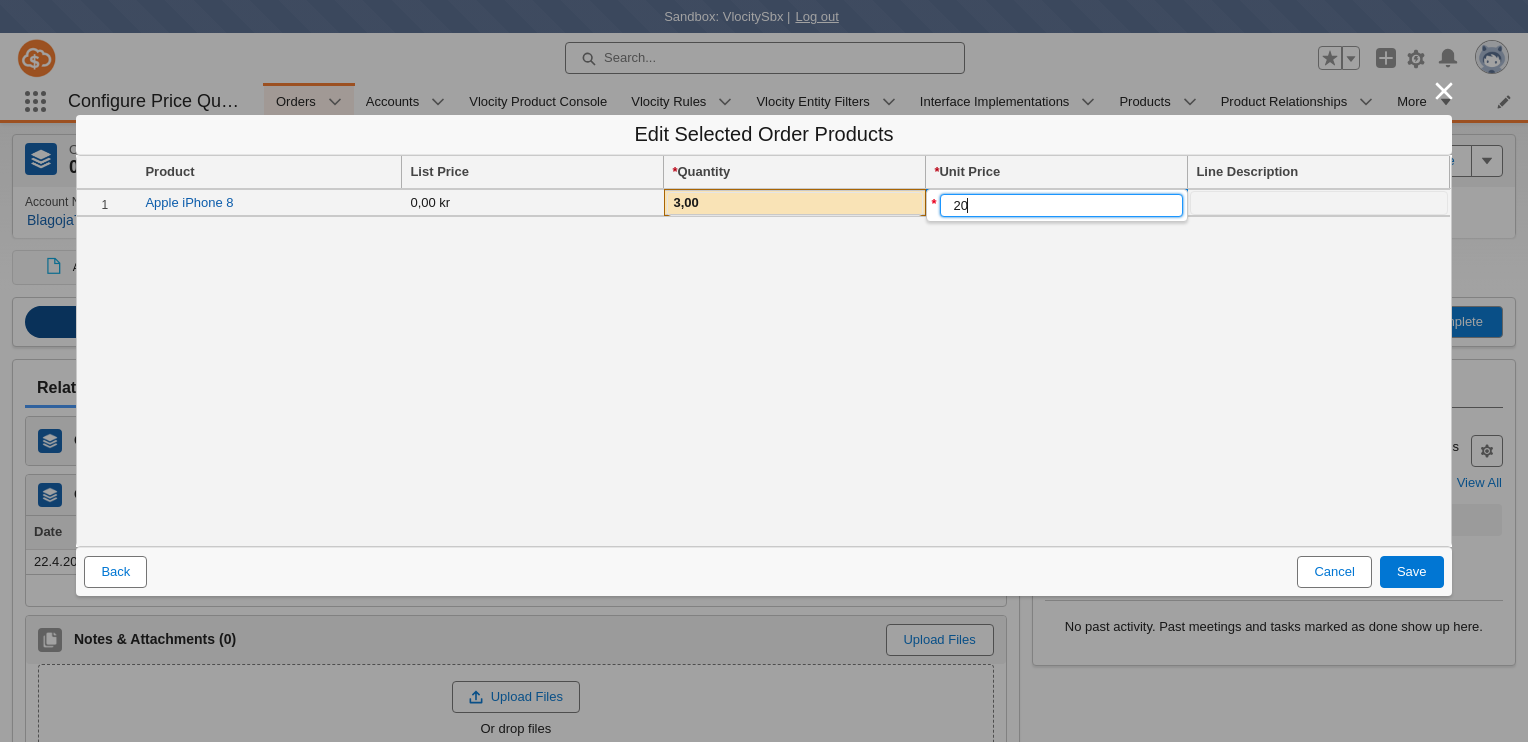 Sandbox: VlocitySbx | Log out
Search...
Configure Price Qu…
Orders
Accounts
Vlocity Product Console
Vlocity Rules
Vlocity Entity Filters
Interface Implementations
Products
Product Relationships
More
Edit Selected Order Products
Product
List Price
*Quantity
*Unit Price
Line Description
1
Apple iPhone 8
0,00 kr
3,00
* 20
Account
Blagoja
View All
Date
22.4.20
Back
Cancel
Save
Notes & Attachments (0)
Upload Files
Upload Files
Or drop files
No past activity. Past meetings and tasks marked as done show up here.